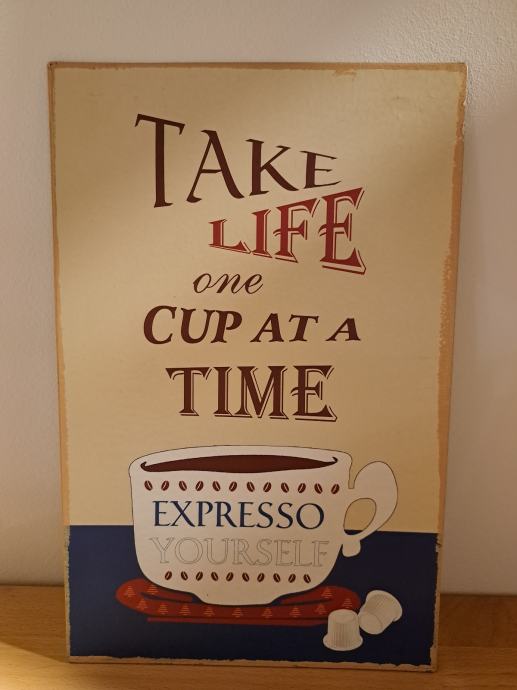 TAKE
LIFE
one
CUP AT A
TIME
EXPRESSO
YOURSELF